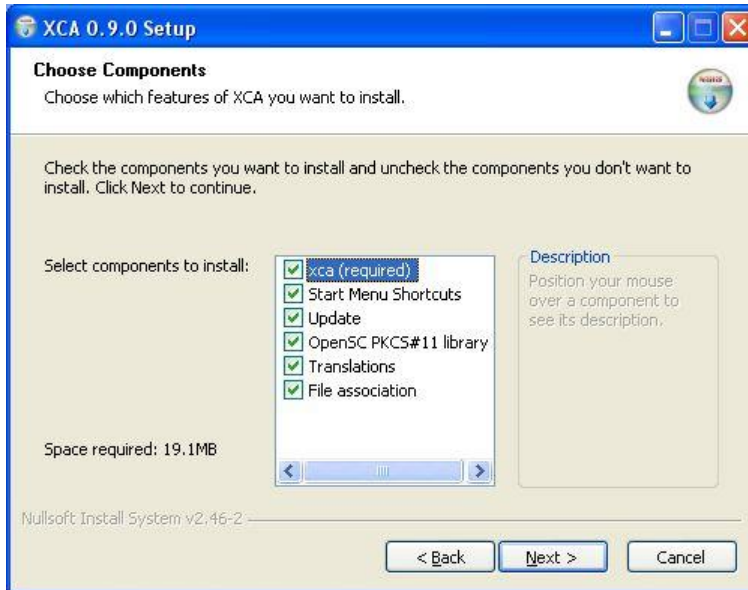 XCA 0.9.0 Setup
Choose Components
Choose which features of XCA you want to install.
Check the components you want to install and uncheck the components you don't want to
install. Click Next to continue.
Select components to install:
xca (required)
Start Menu Shortcuts
Update
OpenSC PKCS#11 library
Translations
File association
Description
Position your mouse
over a component to
see its description.
Space required: 19.1MB
Nullsoft Install System v2.46-2
< Back
Next >
Cancel